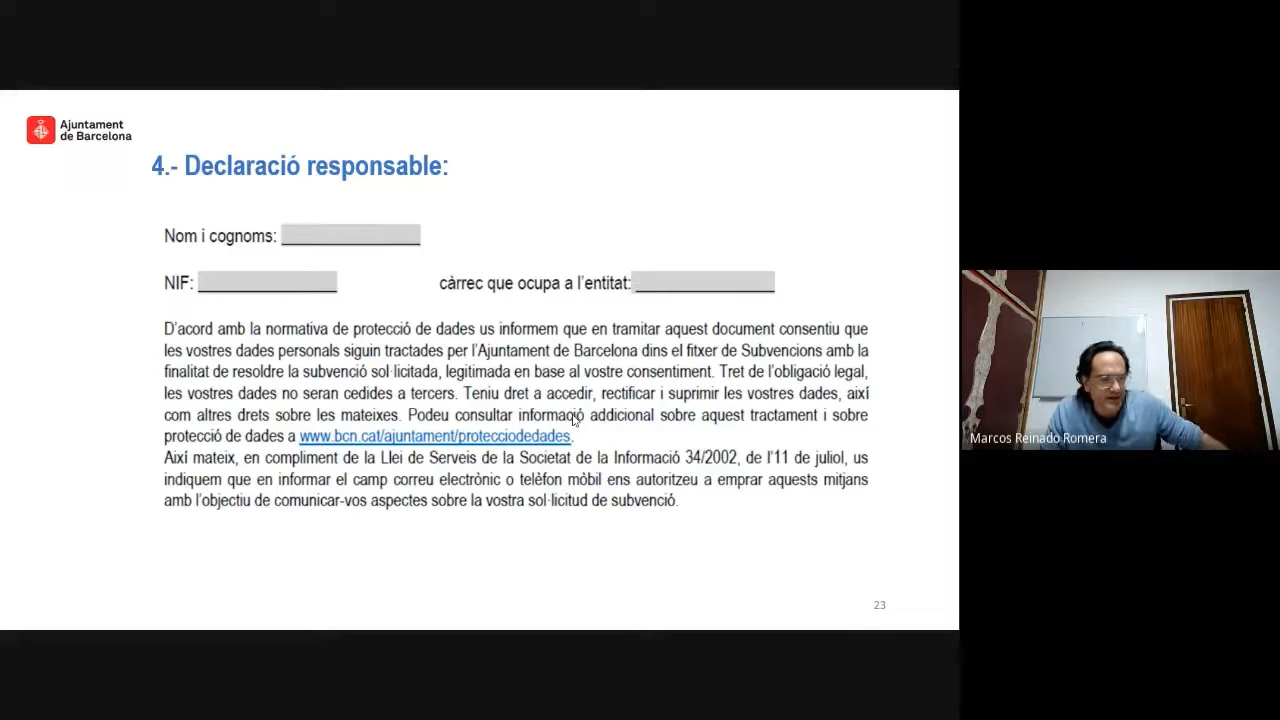 Ajuntament
de Barcelona
4.- Declaració responsable:
Nom i cognoms:
NIF: càrrec que ocupa a l'entitat:
D'acord amb la normativa de protecció de dades us informem que en tramitar aquest document consentiu que
les vostres dades personals siguin tractades per l'Ajuntament de Barcelona dins el fitxer de Subvencions amb la
finalitat de resoldre la subvenció sol·licitada, legitimada en base al vostre consentiment. Tret de l'obligació legal,
les vostres dades no seran cedides a tercers. Teniu dret a accedir, rectificar i suprimir les vostres dades, així
com altres drets sobre les mateixes. Podeu consultar informació addicional sobre aquest tractament i sobre
protecció de dades a www.bcn.cat/ajuntament/protecciodedades.
Així mateix, en compliment de la Llei de Serveis de la Societat de la Informació 34/2002, de l'11 de juliol, us
indiquem que en informar el camp correu electrònic o telèfon mòbil ens autoritzeu a emprar aquests mitjans
amb l'objectiu de comunicar-vos aspectes sobre la vostra sol·licitud de subvenció.
23
Marcos Reinado Romera